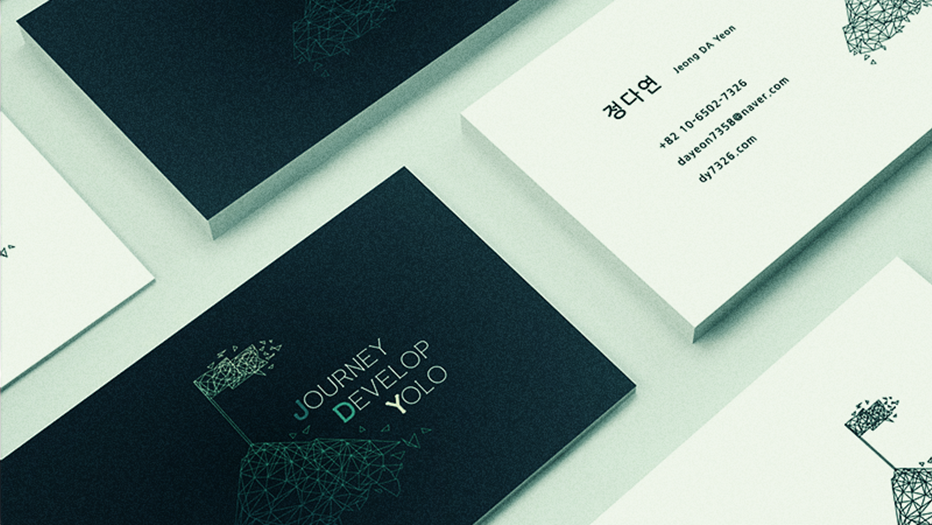 정다연 Jeong DA Yeon
+82 10-6502-7326
dayeon7358@naver.com
dy7326.com
JOURNEY
DEVELOP
YOLO